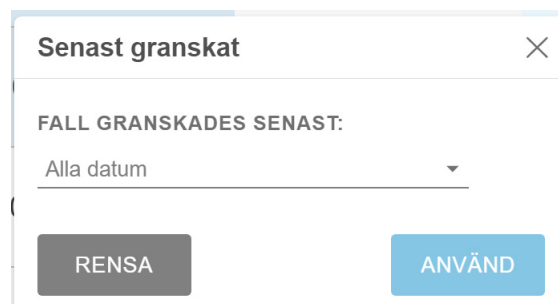 Senast granskat
FALL GRANSKADES SENAST:
Alla datum
RENSA
ANVÄND